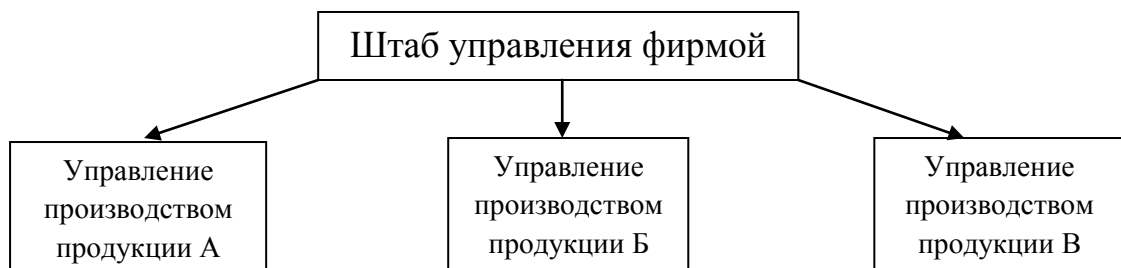 Штаб управления фирмой
Управление
производством
продукции А
Управление
производством
продукции Б
Управление
производством
продукции В